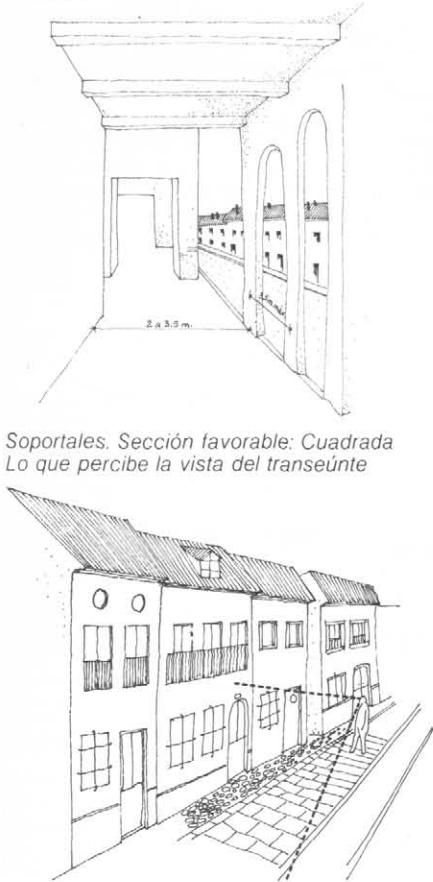 2 a 3.5 m.
Soportales. Sección favorable: Cuadrada
Lo que percibe la vista del transeúnte